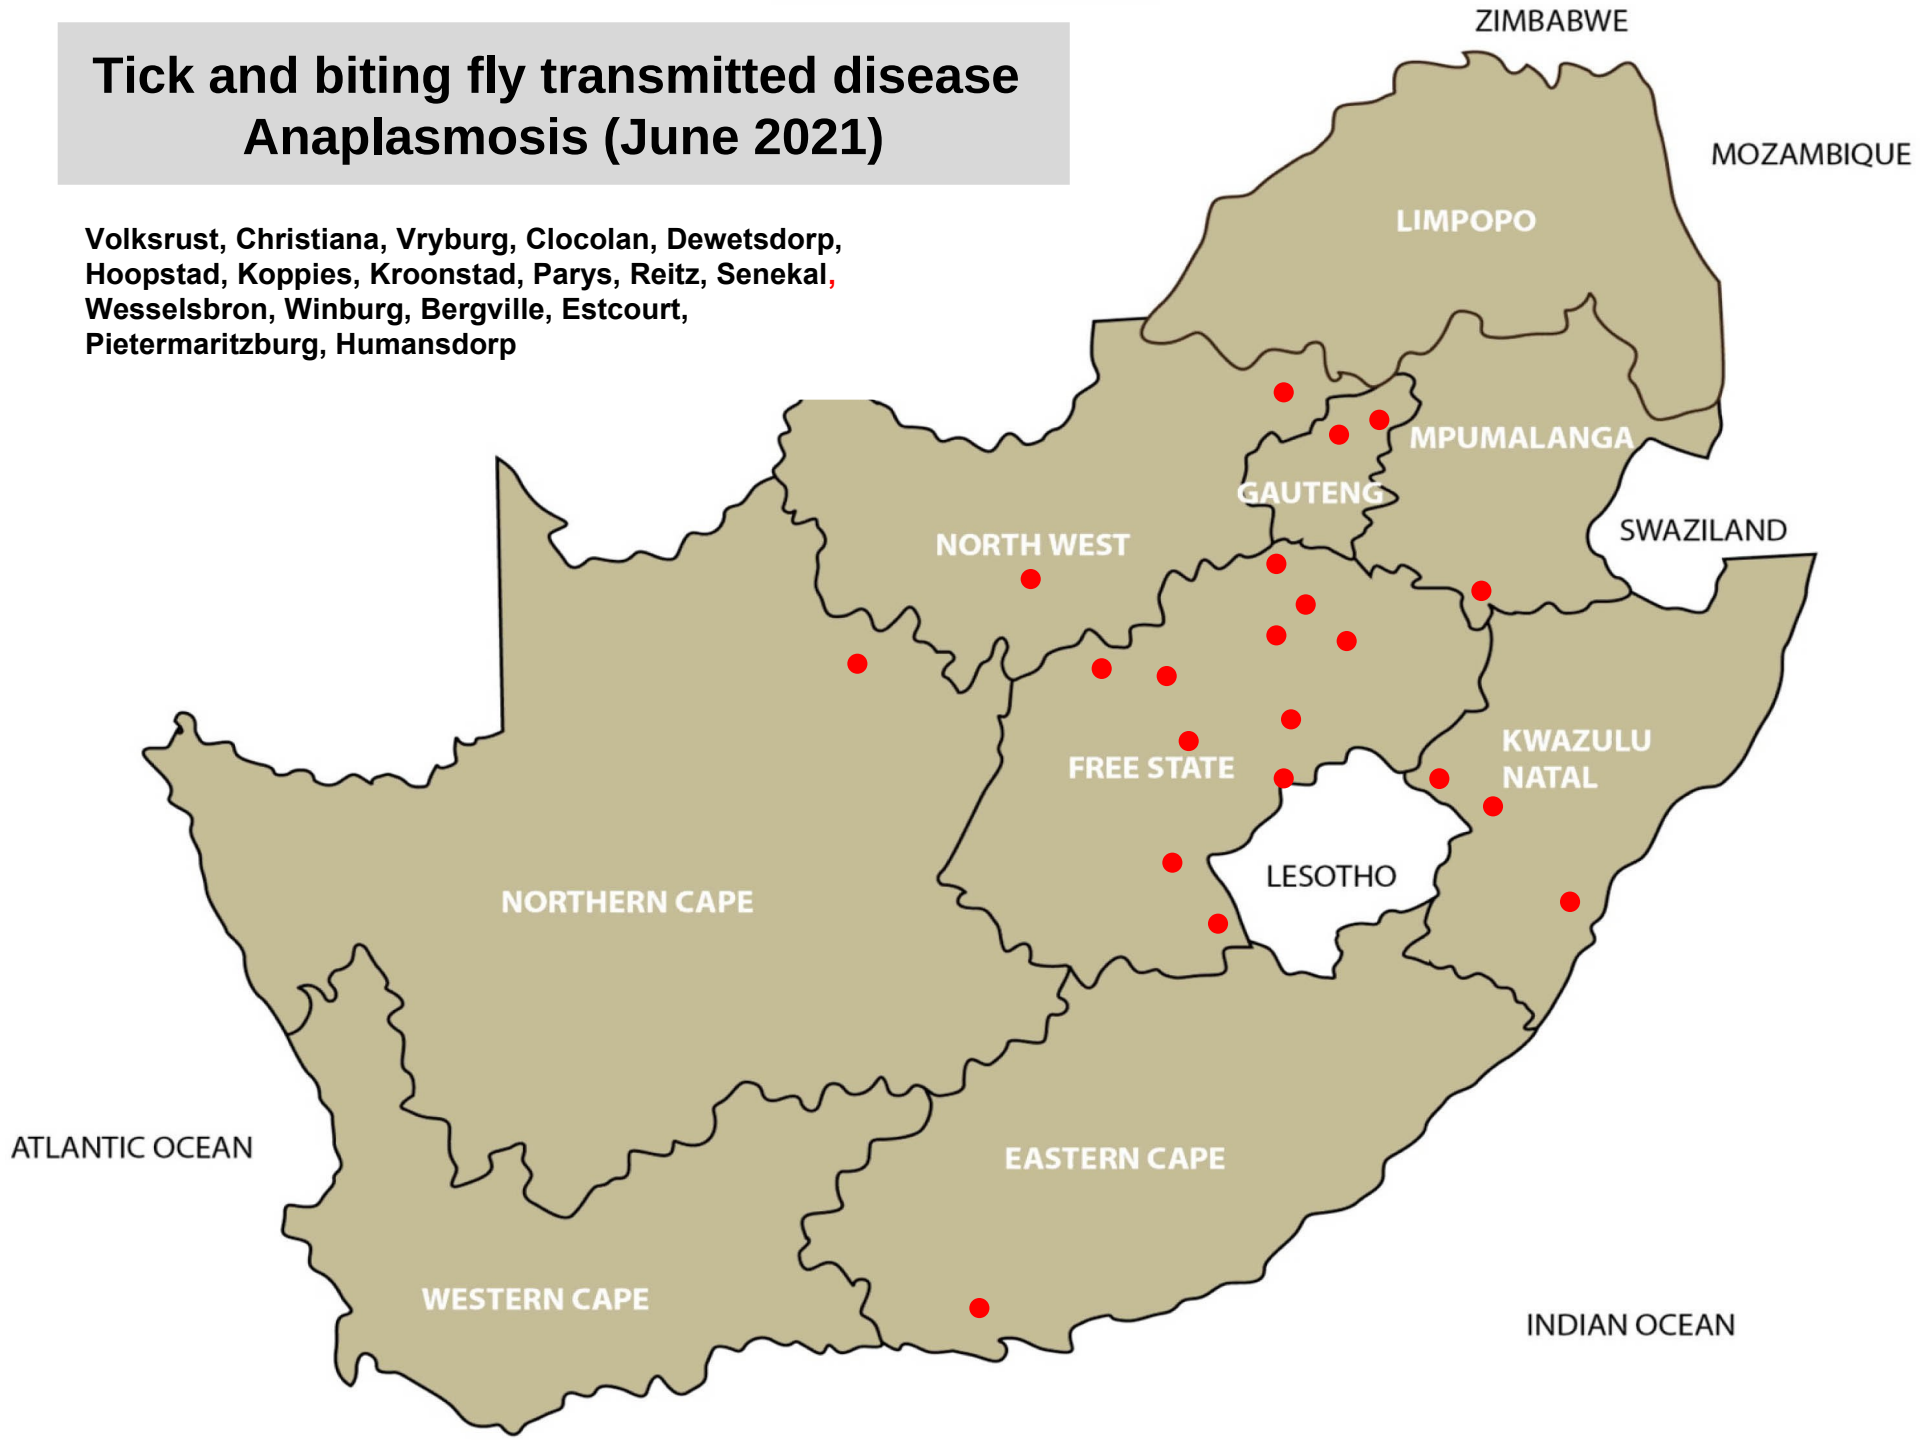 Tick and biting fly transmitted disease
Anaplasmosis (June 2021)
Volksrust, Christiana, Vryburg, Clocolan, Dewetsdorp,
Hoopstad, Koppies, Kroonstad, Parys, Reitz, Senekal,
Wesselsbron, Winburg, Bergville, Estcourt,
Pietermaritzburg, Humansdorp
ZIMBABWE
MOZAMBIQUE
LIMPOPO
MPUMALANGA
GAUTENG
SWAZILAND
NORTH WEST
KWAZULU
NATAL
FREE STATE
LESOTHO
NORTHERN CAPE
ATLANTIC OCEAN
EASTERN CAPE
WESTERN CAPE
INDIAN OCEAN